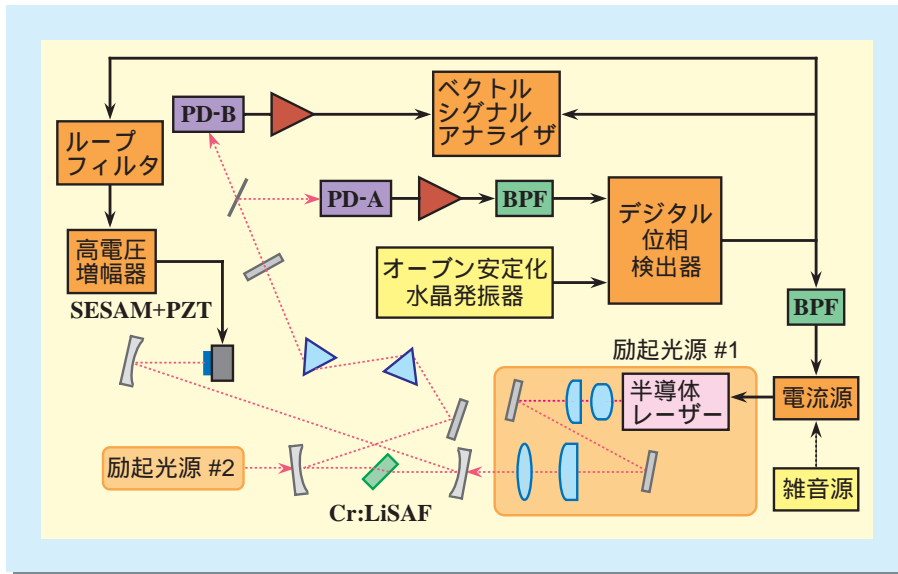 PD-B
ベクトル
シグナル
アナライザ
ループ
フィルタ
PD-A
BPF
デジタル
位相
検出器
高電圧
増幅器
オーブン安定化
水晶発振器
SESAM+PZT
BPF
励起光源 #1
半導体
レーザー
電流源
励起光源 #2
雑音源
Cr:LiSAF